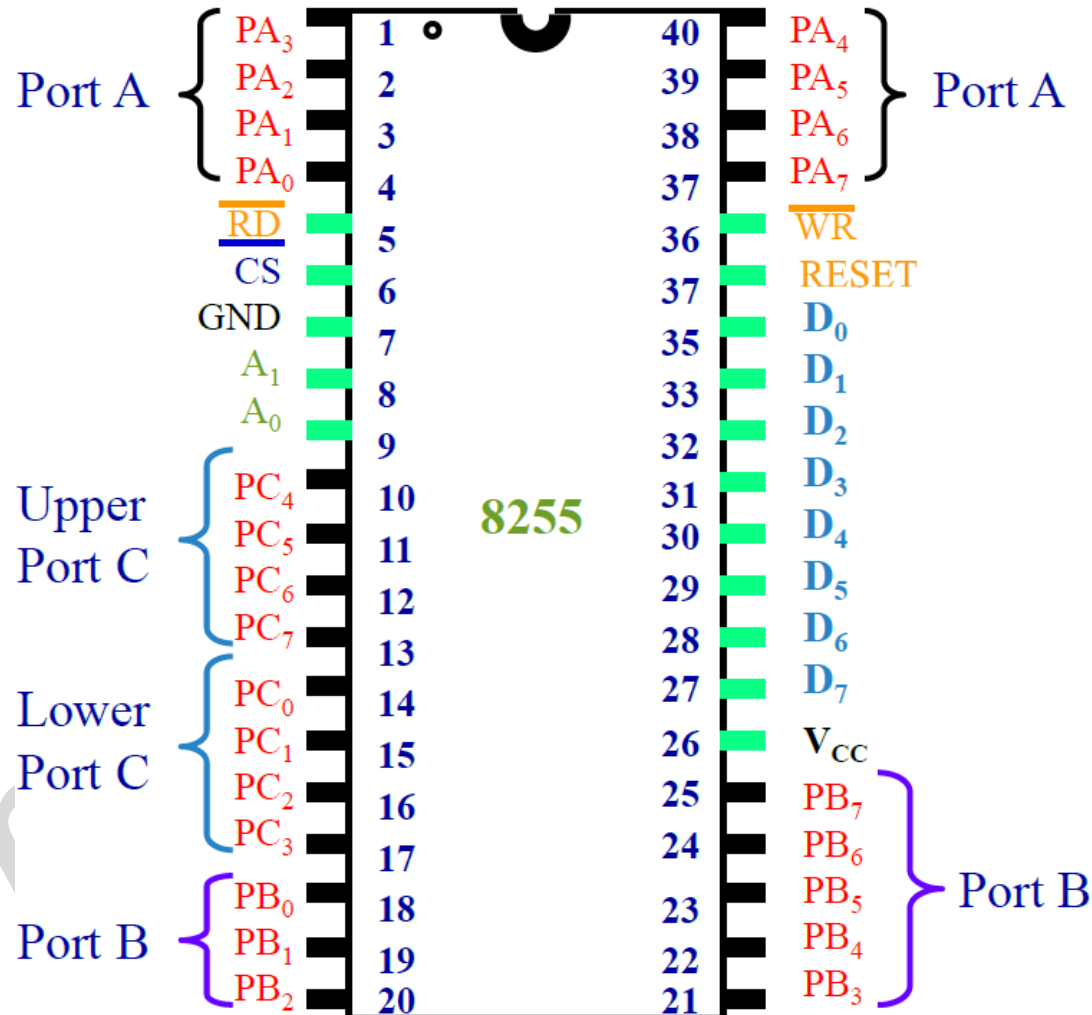 PA₃ 1 40 PA₄
Port A PA₂ 2 39 PA₅ Port A
PA₁ 3 38 PA₆
PA₀ 4 37 PA₇
R̅D̅ 5 36 W̅R̅
C̅S̅ 6 37 RESET
GND 7 35 D₀
A₁ 8 33 D₁
A₀ 9 32 D₂
Upper PC₄ 10 31 D₃
8255
Port C PC₅ 11 30 D₄
PC₆ 12 29 D₅
PC₇ 13 28 D₆
Lower PC₀ 14 27 D₇
Port C PC₁ 15 26 V_CC
PC₂ 16 25 PB₇
PC₃ 17 24 PB₆
PB₀ 18 23 PB₅ Port B
Port B PB₁ 19 22 PB₄
PB₂ 20 21 PB₃